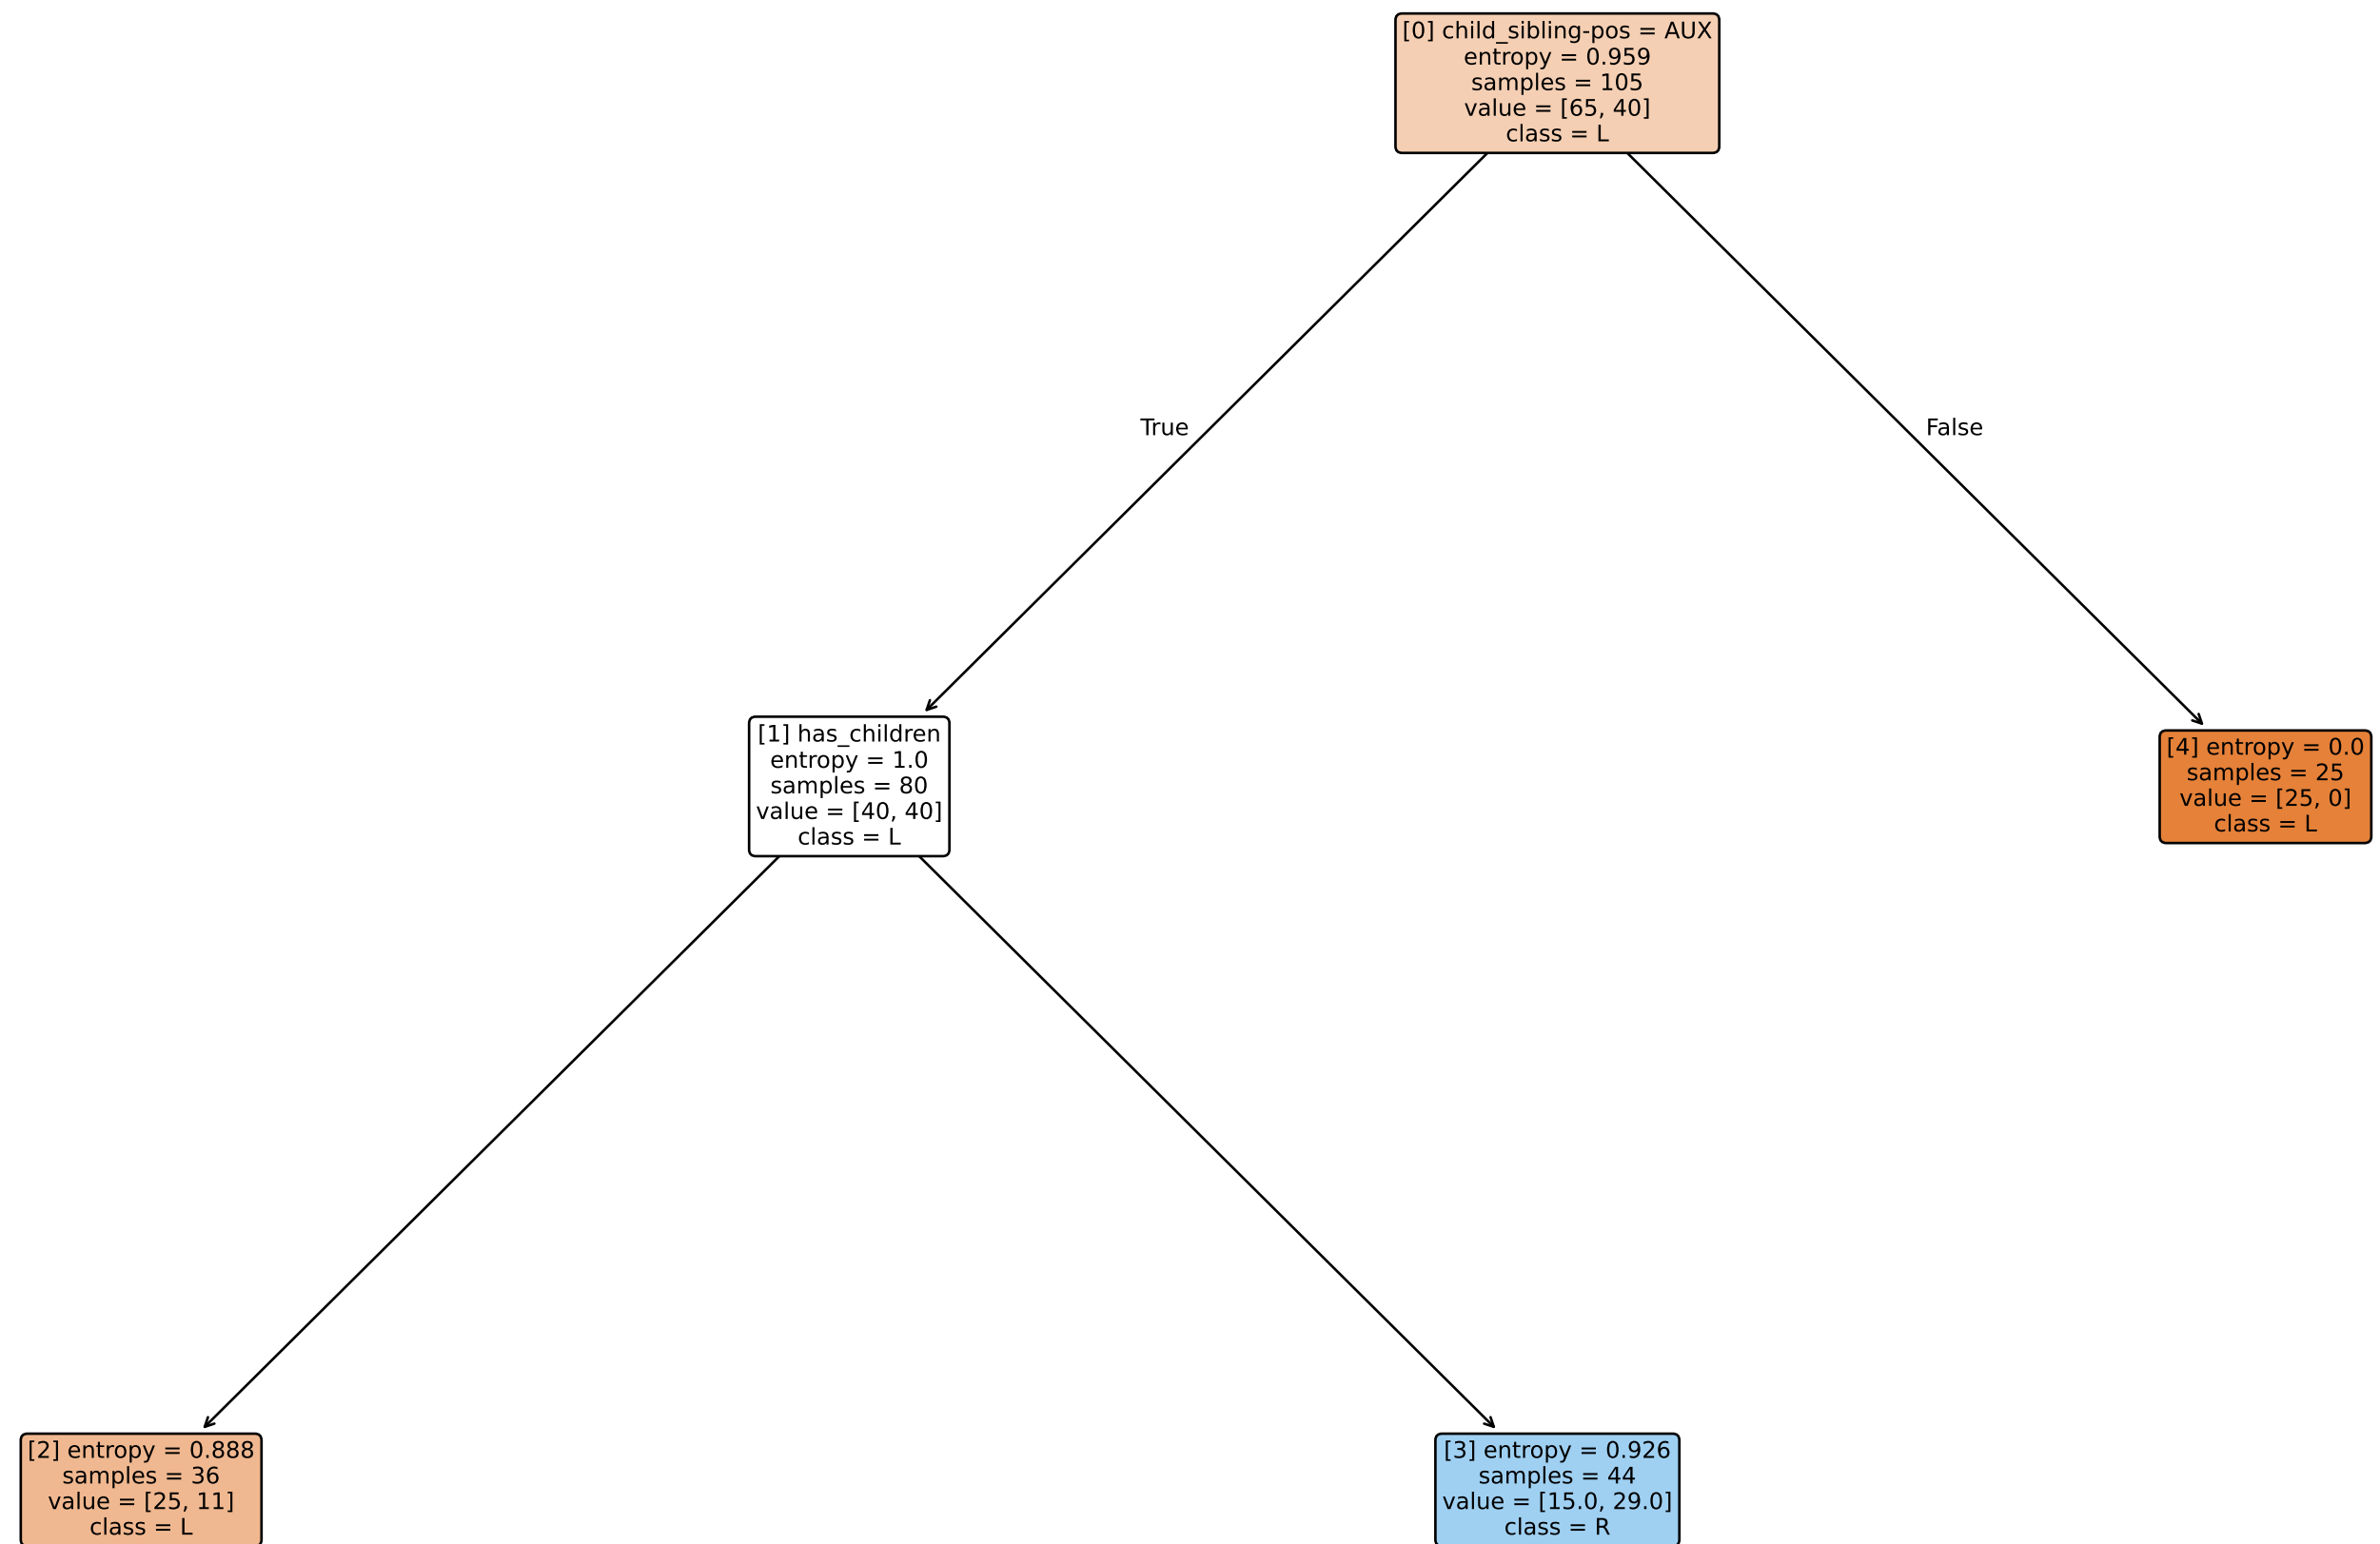 [0] child_sibling-pos = AUX
entropy = 0.959
samples = 105
value = [65, 40]
class = L
True
False
[1] has_children
entropy = 1.0
samples = 80
value = [40, 40]
class = L
[4] entropy = 0.0
samples = 25
value = [25, 0]
class = L
[2] entropy = 0.888
samples = 36
value = [25, 11]
class = L
[3] entropy = 0.926
samples = 44
value = [15.0, 29.0]
class = R